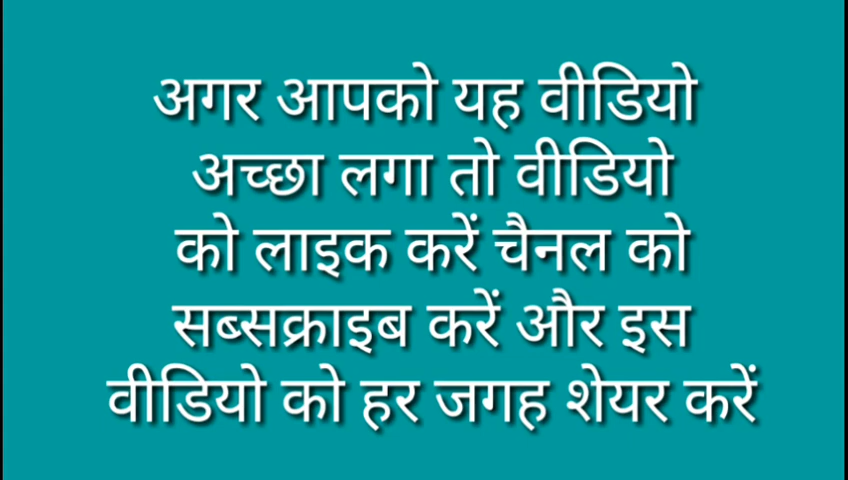 अगर आपको यह वीडियो
अच्छा लगा तो वीडियो
को लाइक करें चैनल को
सब्सक्राइब करें और इस
वीडियो को हर जगह शेयर करें